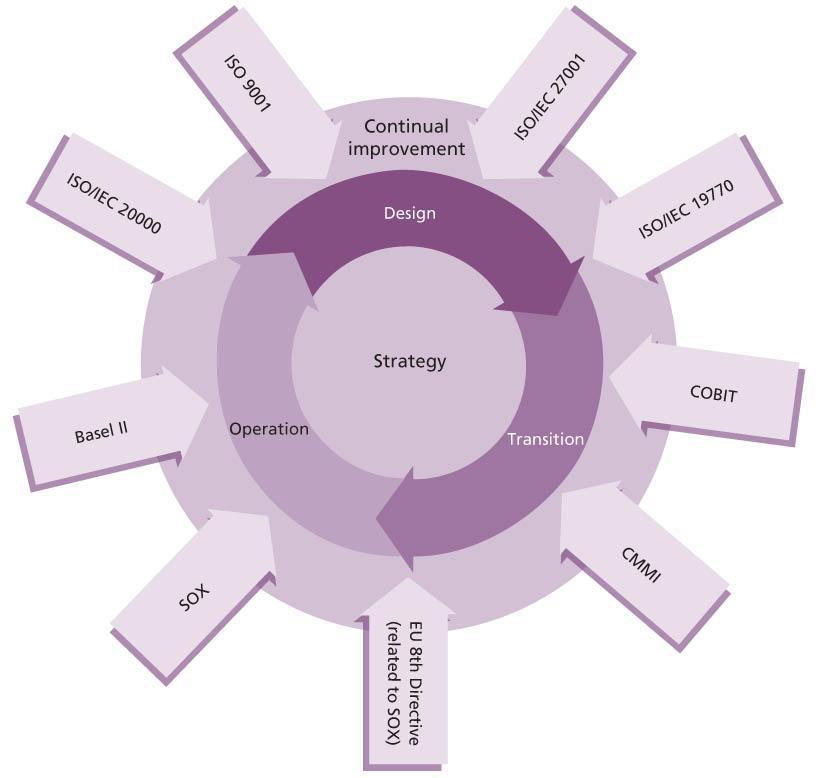 ISO 9001
ISO/IEC 27001
Continual
improvement
ISO/IEC 20000
Design
ISO/IEC 19770
Strategy
COBIT
Basel II
Operation
Transition
SOX
CMMI
EU 8th Directive
(related to SOX)